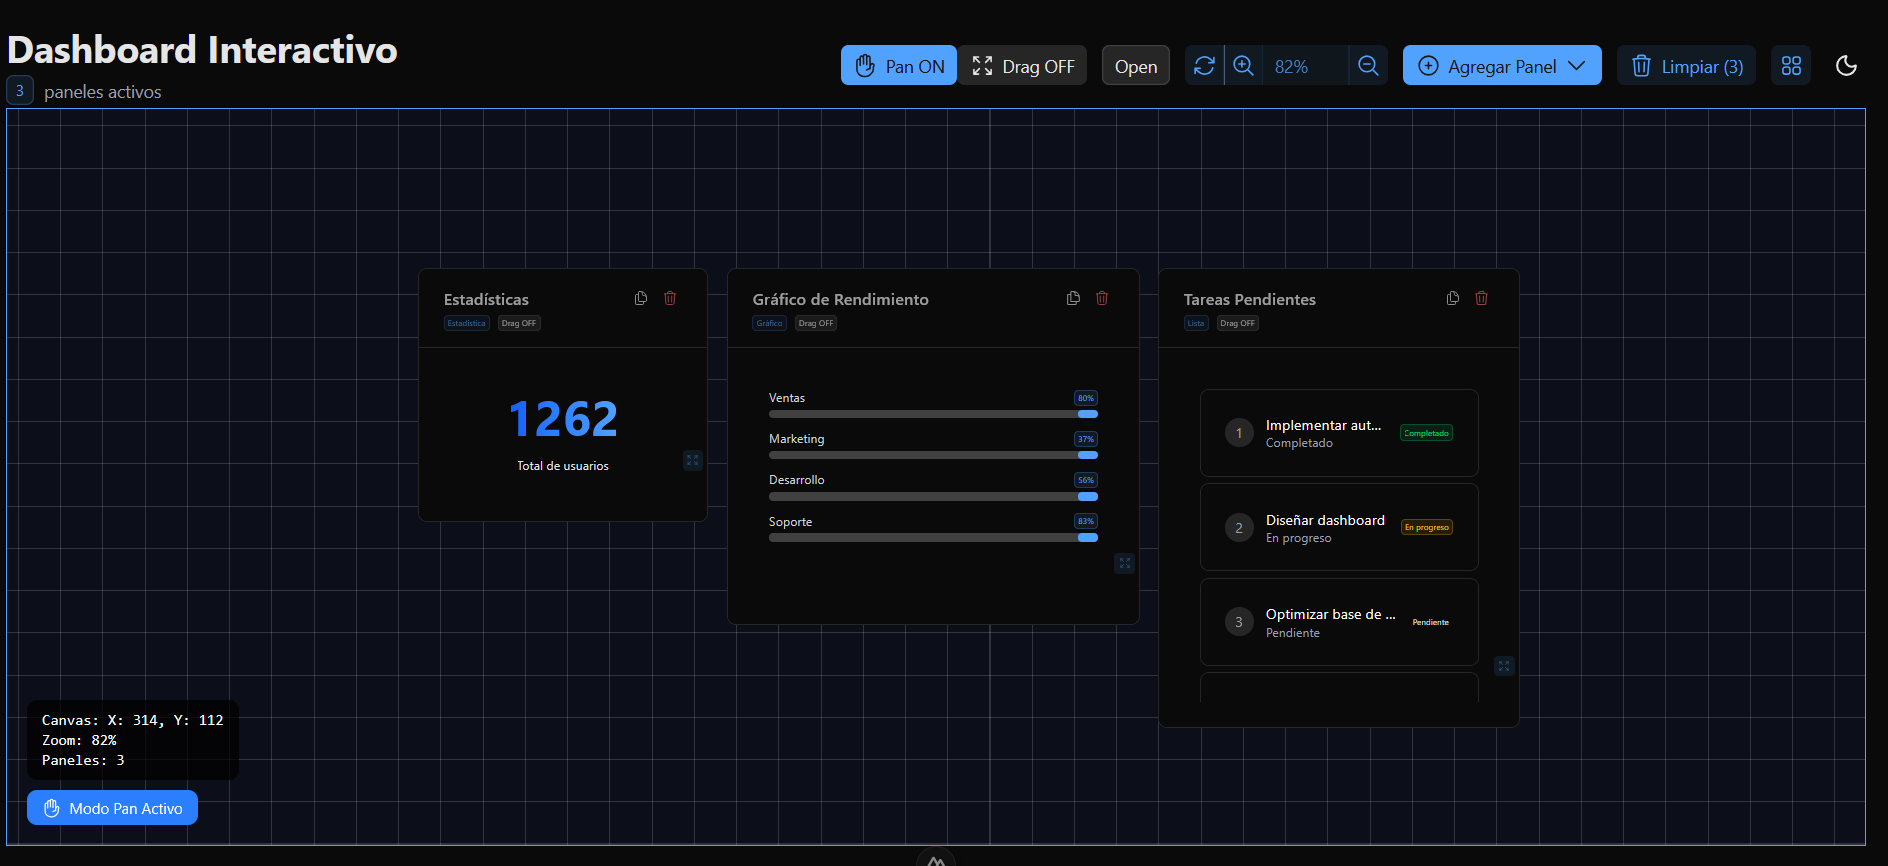 Dashboard Interactivo
3 paneles activos
Pan ON
Drag OFF
Open
82%
Agregar Panel
Limpiar (3)
Estadísticas
Estadística Drag OFF
1262
Total de usuarios
Gráfico de Rendimiento
Gráfico Drag OFF
Ventas 80%
Marketing 37%
Desarrollo 56%
Soporte 83%
Tareas Pendientes
Lista Drag OFF
1 Implementar aut... Completado
Completado
2 Diseñar dashboard En progreso
En progreso
3 Optimizar base de ... Pendiente
Pendiente
Canvas: X: 314, Y: 112
Zoom: 82%
Paneles: 3
Modo Pan Activo